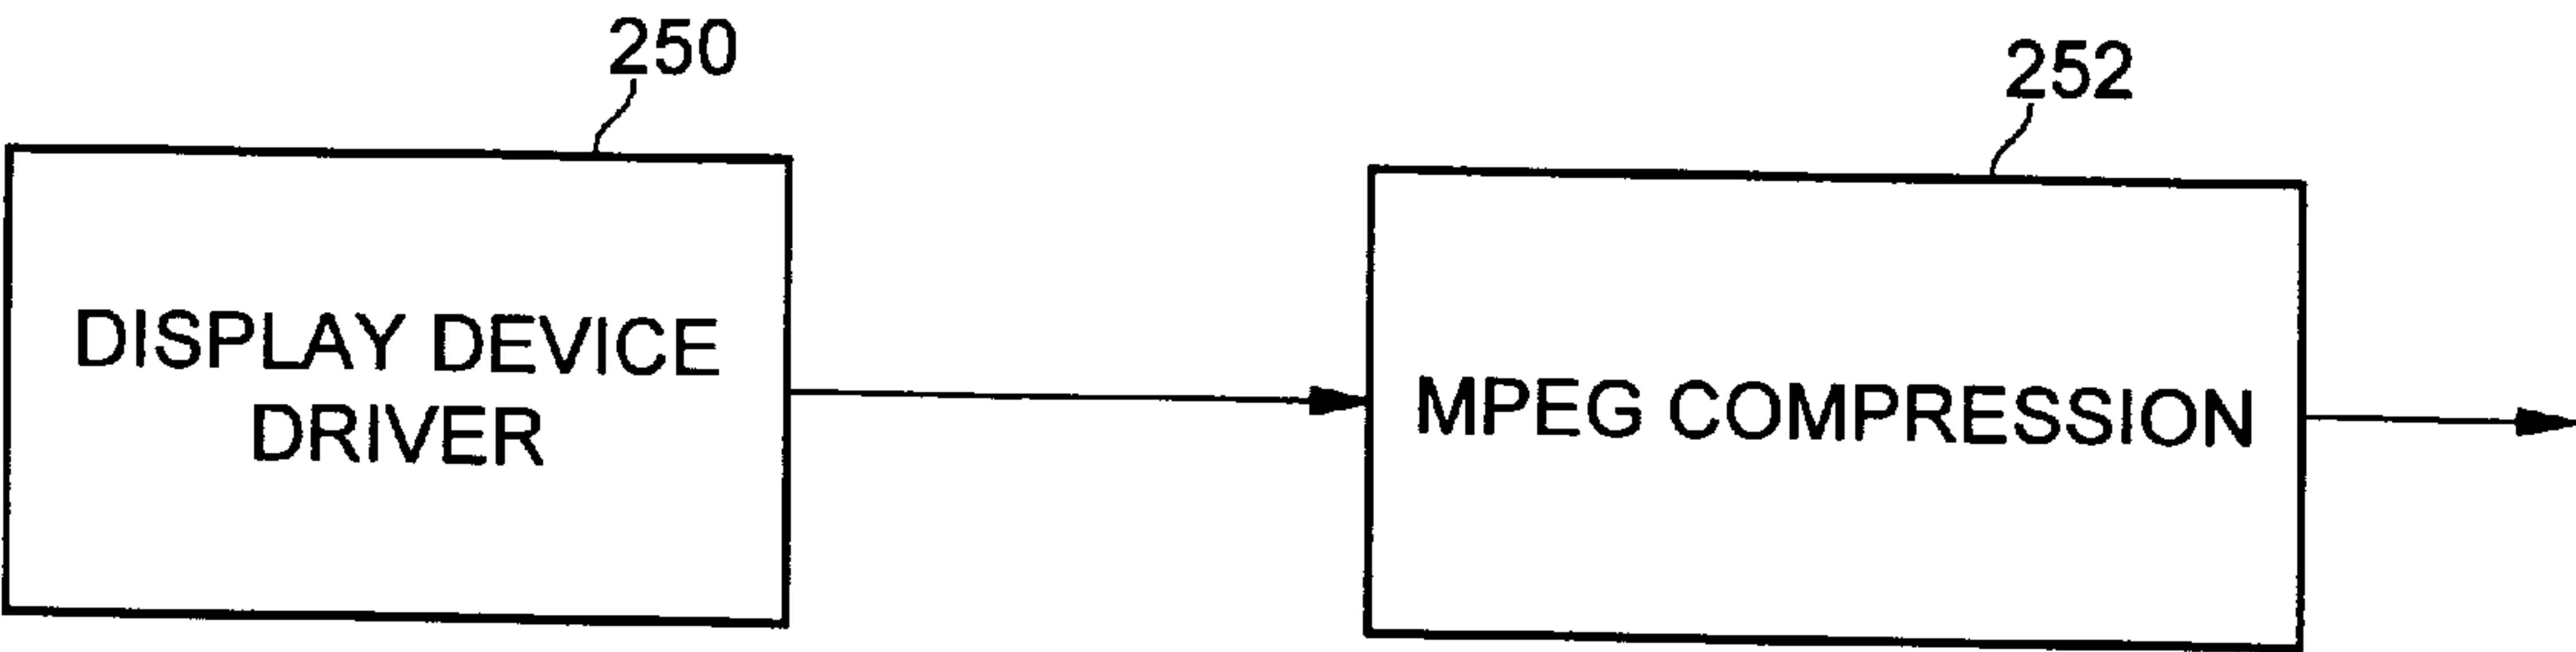 250
252
DISPLAY DEVICE
DRIVER
MPEG COMPRESSION